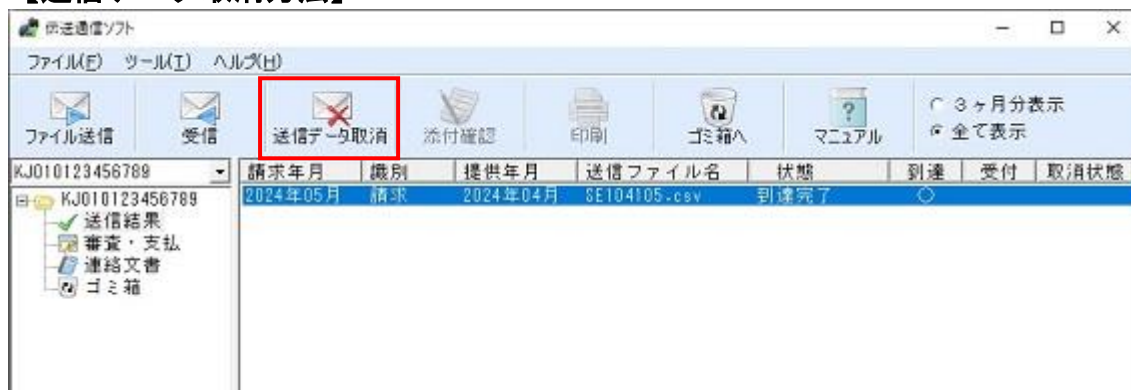 【送信データ取消方法】
伝送通信ソフト
ファイル(F) ツール(T) ヘルプ(H)
ファイル送信 受信 送信データ取消 添付確認 印刷 ゴミ箱へ マニュアル
3ヶ月分表示
全て表示
KJ010123456789
請求年月 識別 提供年月 送信ファイル名 状態 到達 受付 取消状態
2024年05月 請求 2024年04月 SE104105.csv 到達完了 ○
KJ010123456789
送信結果
審査・支払
連絡文書
ゴミ箱